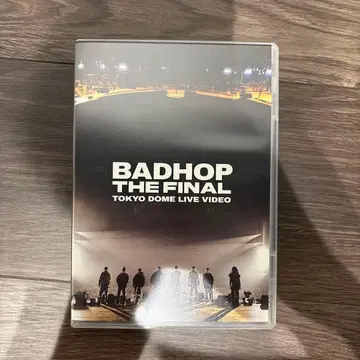 BADHOP
THE FINAL
TOKYO DOME LIVE VIDEO